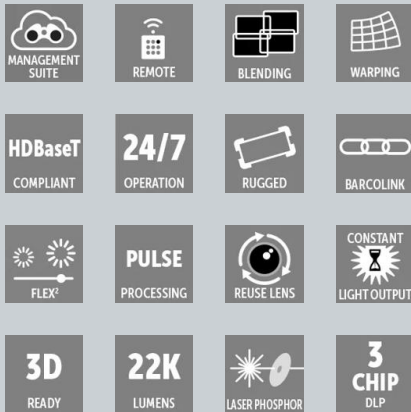 MANAGEMENT
SUITE
REMOTE
BLENDING
WARPING
HDBaseT
COMPLIANT
24/7
OPERATION
RUGGED
BARCOLINK
FLEX²
PULSE
PROCESSING
REUSE LENS
CONSTANT
LIGHT OUTPUT
3D
READY
22K
LUMENS
LASER PHOSPHOR
3
CHIP
DLP